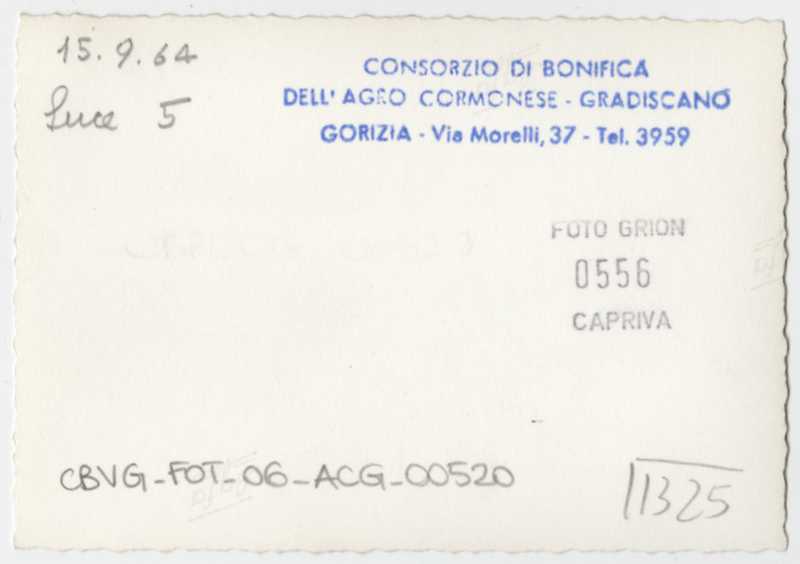 15.9.64
Luce 5
CONSORZIO DI BONIFICA
DELL' AGRO CORMONESE - GRADISCANO
GORIZIA - Via Morelli, 37 - Tel. 3959
FOTO GRION
0556
CAPRIVA
CBVG-FOT-06-ACG-00520
11325